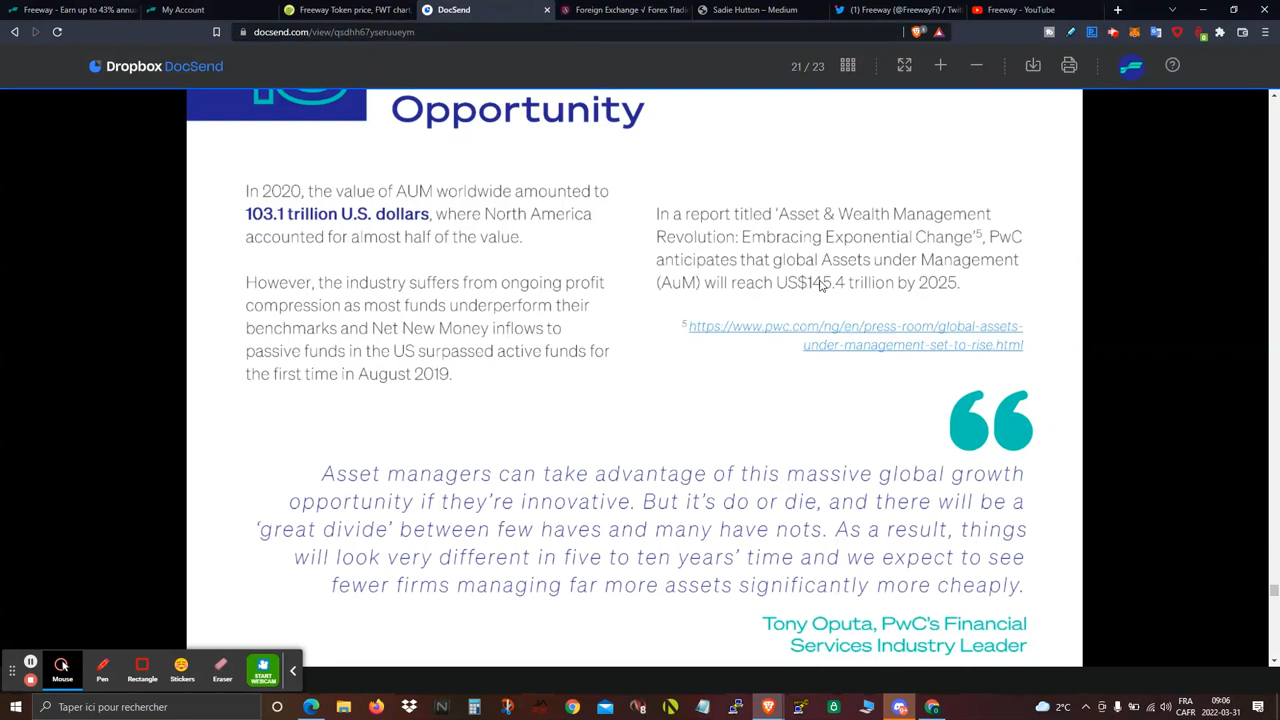 Freeway - Earn up to 43% annu
My Account
Freeway Token price, FWT chart,
DocSend
Foreign Exchange √ Forex Tradi
Sadie Hobbs – Medium
(1) Freeway (@FreewayFi) / Twit
Freeway - YouTube
docsend.com/view/qsdhh67yseruueym
Dropbox DocSend
21 / 23
Opportunity
In 2020, the value of AUM worldwide amounted to
103.1 trillion U.S. dollars, where North America
accounted for almost half of the value.
However, the industry suffers from ongoing profit
compression as most funds underperform their
benchmarks and Net New Money inflows to
passive funds in the US surpassed active funds for
the first time in August 2019.
In a report titled ‘Asset & Wealth Management
Revolution: Embracing Exponential Change’⁵, PwC
anticipates that global Assets under Management
(AuM) will reach US$145.4 trillion by 2025.
⁵ https://www.pwc.com/ng/en/press-room/global-assets-
under-management-set-to-rise.html
Asset managers can take advantage of this massive global growth
opportunity if they’re innovative. But it’s do or die, and there will be a
‘great divide’ between few haves and many have nots. As a result, things
will look very different in five to ten years’ time and we expect to see
fewer firms managing far more assets significantly more cheaply.
Tony Oputa, PwC’s Financial
Services Industry Leader
Mouse
Pen
Rectangle
Stickers
Eraser
START
WEBCAM
Taper ici pour rechercher
2°C
FRA
CAFR
09:06
2022-03-31